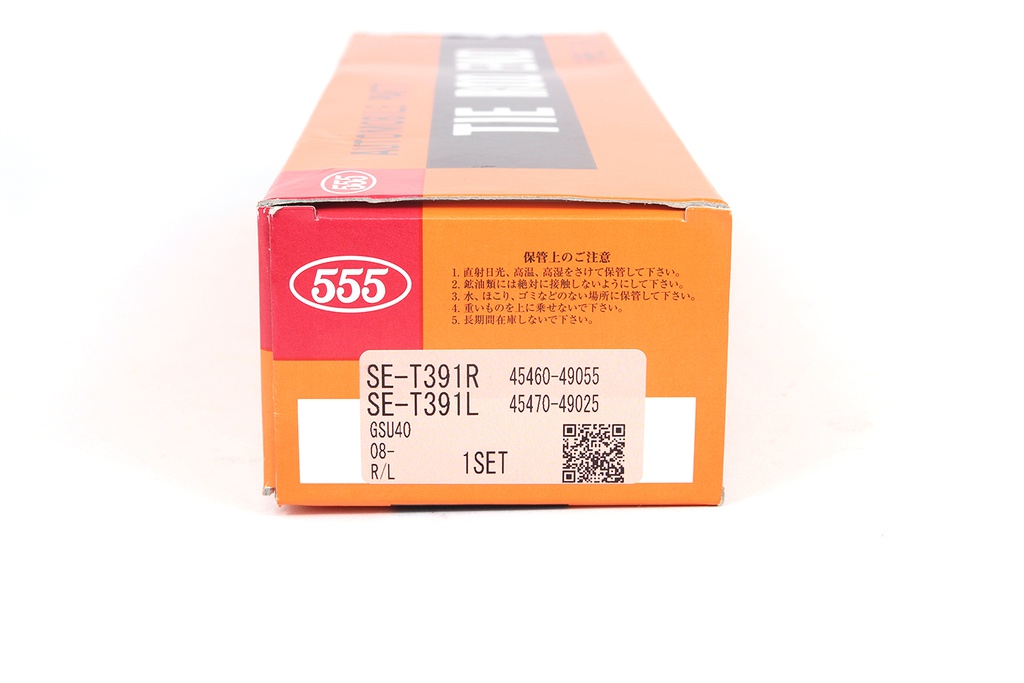 TIE ROD END
AUTOMOBILE PART
555
555
保管上のご注意
1. 直射日光、高温、高湿をさけて保管して下さい。
2. 鉱油類には絶対に接触しないようにして下さい。
3. 水、ほこり、ゴミなどのない場所に保管して下さい。
4. 重いものを上に乗せないで下さい。
5. 長期間在庫しないで下さい。
SE-T391R 45460-49055
SE-T391L 45470-49025
GSU40
08-
R/L 1SET